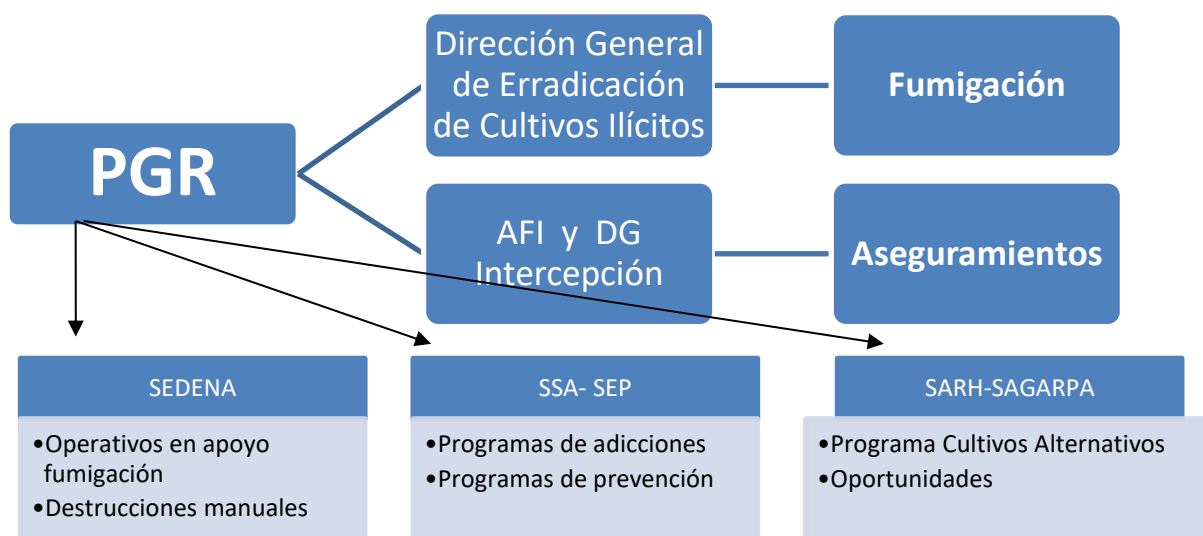 PGR
Dirección General
de Erradicación
de Cultivos Ilícitos
Fumigación
AFI y DG
Intercepción
Aseguramientos
SEDENA
•Operativos en apoyo
fumigación
•Destrucciones manuales
SSA- SEP
•Programas de adicciones
•Programas de prevención
SARH-SAGARPA
•Programa Cultivos Alternativos
•Oportunidades